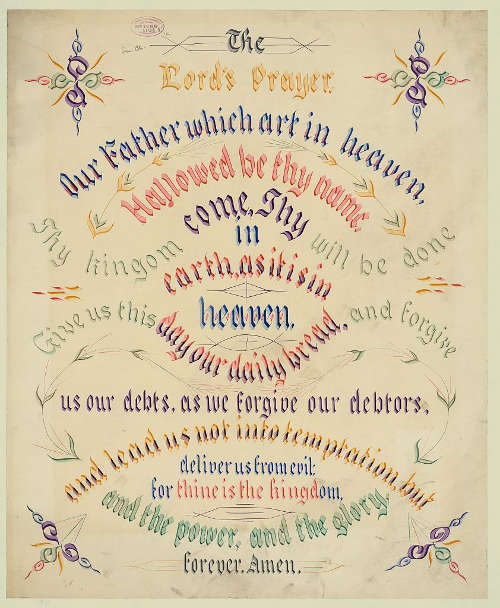 The
Lord's Prayer.
Our Father which art in heaven,
Hallowed be thy name.
Thy kingom come, Thy will be done
in
earth, as it is in
heaven.
Give us this day our daily bread, and forgive
us our debts, as we forgive our debtors,
and lead us not into temptation, but
deliver us from evil:
for thine is the kingdom,
and the power, and the glory,
forever. Amen.